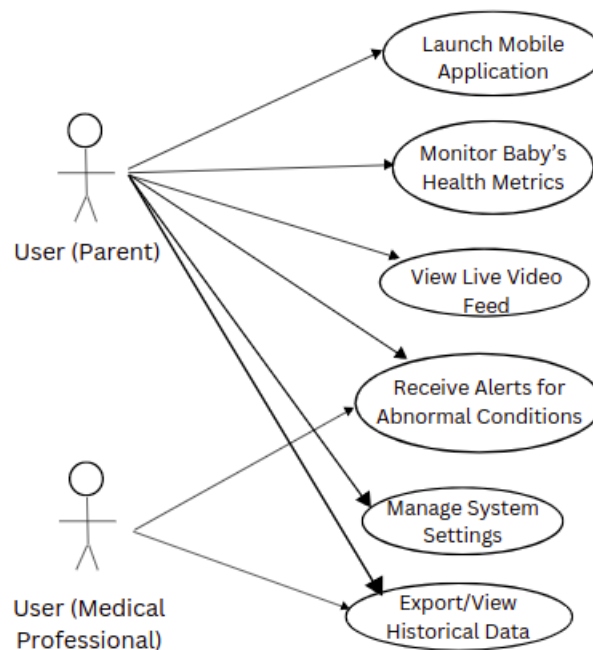 Launch Mobile
Application
Monitor Baby's
Health Metrics
User (Parent)
View Live Video
Feed
Receive Alerts for
Abnormal Conditions
Manage System
Settings
User (Medical
Professional)
Export/View
Historical Data